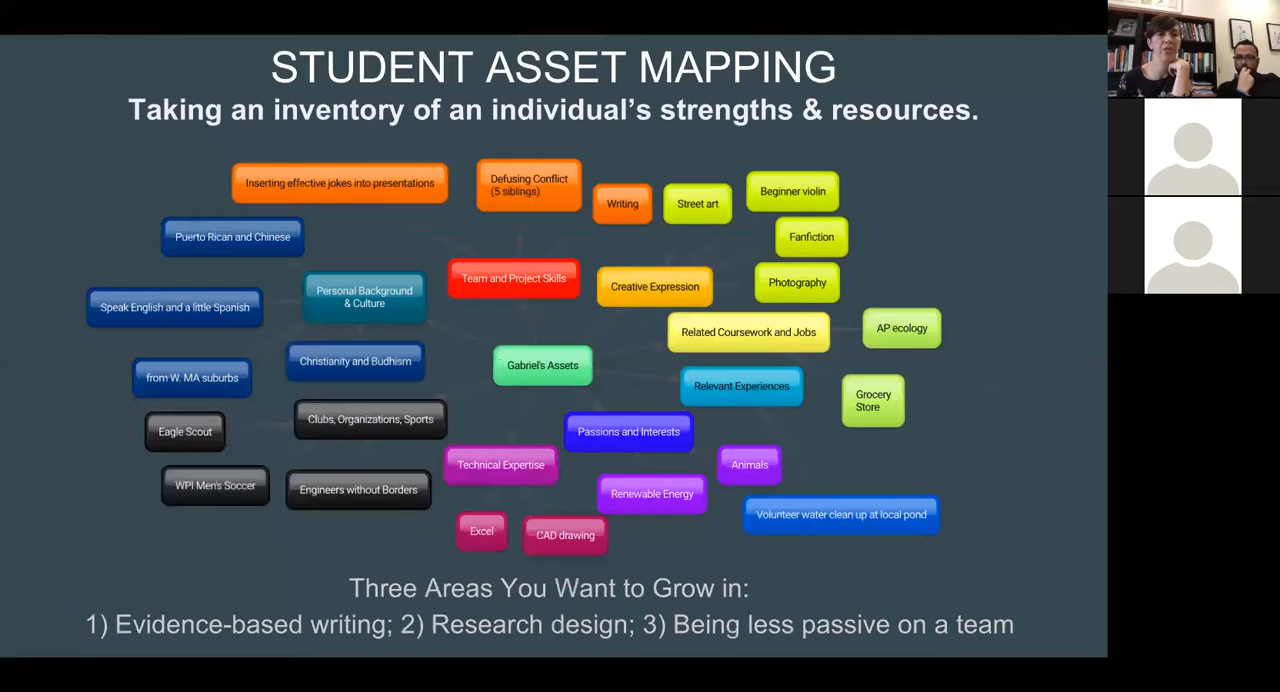 STUDENT ASSET MAPPING
Taking an inventory of an individual's strengths & resources.
Inserting effective jokes into presentations
Defusing Conflict
(5 siblings)
Writing
Street art
Beginner violin
Puerto Rican and Chinese
Fanfiction
Team and Project Skills
Creative Expression
Photography
Personal Background
& Culture
Speak English and a little Spanish
Related Coursework and Jobs
AP ecology
Christianity and Budhism
Gabriel's Assets
from W. MA suburbs
Relevant Experiences
Grocery
Store
Clubs, Organizations, Sports
Eagle Scout
Passions and Interests
Technical Expertise
Animals
WPI Men's Soccer
Engineers without Borders
Renewable Energy
Volunteer water clean up at local pond
Excel
CAD drawing
Three Areas You Want to Grow in:
1) Evidence-based writing; 2) Research design; 3) Being less passive on a team